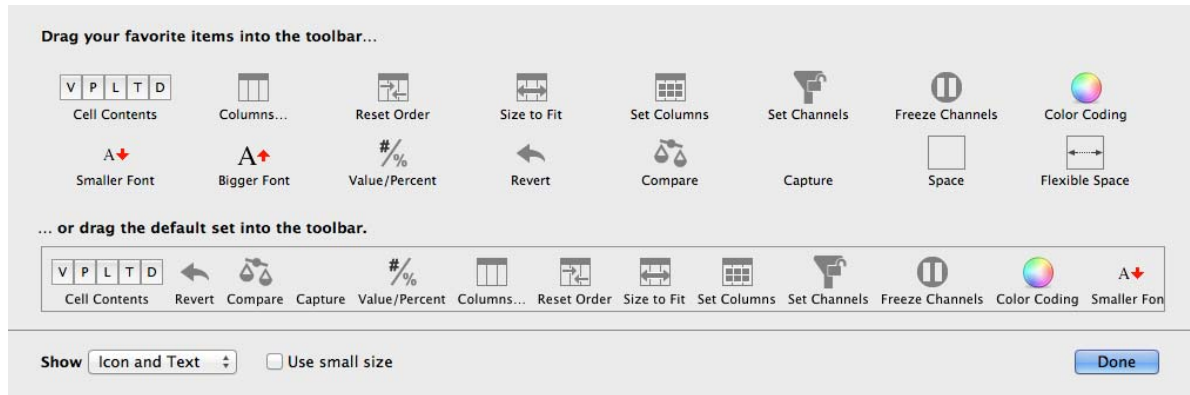 Drag your favorite items into the toolbar...
V P L T D
Cell Contents Columns... Reset Order Size to Fit Set Columns Set Channels Freeze Channels Color Coding
A A #/%
Smaller Font Bigger Font Value/Percent Revert Compare Capture Space Flexible Space
... or drag the default set into the toolbar.
V P L T D #/% A
Cell Contents Revert Compare Capture Value/Percent Columns... Reset Order Size to Fit Set Columns Set Channels Freeze Channels Color Coding Smaller Fon
Show Icon and Text Use small size Done